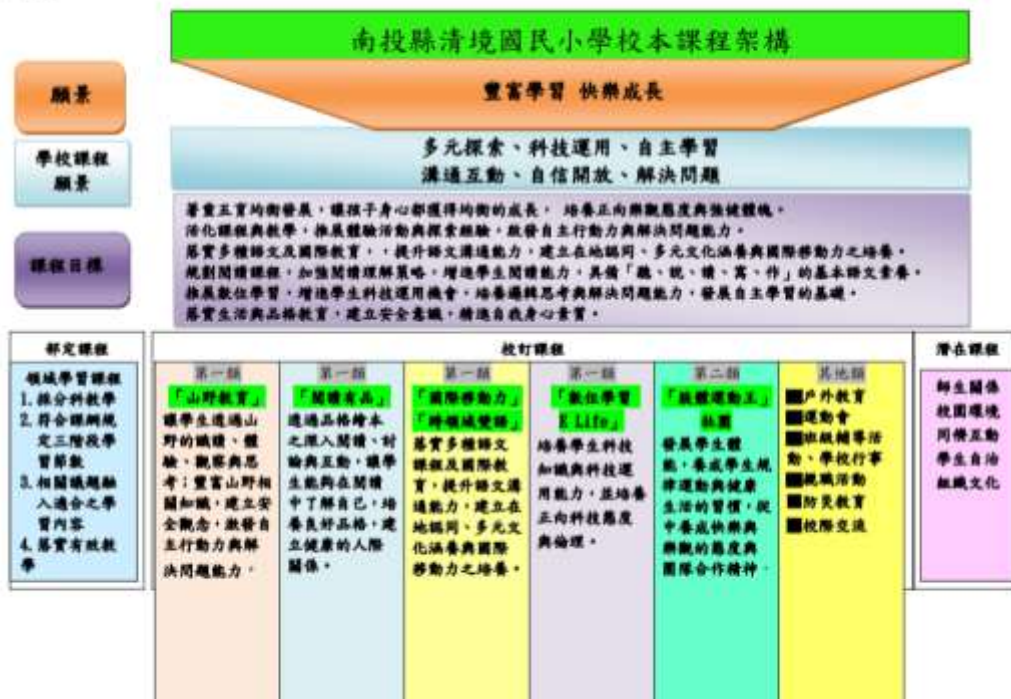 南投縣清境國民小學校本課程架構
願景
豐富學習 快樂成長
學校課程
願景
多元探索、科技運用、自主學習
溝通互動、自信開放、解決問題
課程目標
著重五育均衡發展，讓孩子身心都獲得均衡的成長， 培養正向樂觀態度與強健體魄。
活化課程與教學，推展體驗活動與探索經驗，啟發自主行動力與解決問題能力。
落實多種語文及國際教育，，提升語文溝通能力，建立在地認同、多元文化涵養與國際移動力之培養。
規劃閱讀課程，加強閱讀理解策略，增進學生閱讀能力，具備「聽、說、讀、寫、作」的基本語文素養。
推展數位學習，增進學生科技運用機會，培養邏輯思考與解決問題能力，發展自主學習的基礎。
落實生活與品格教育，建立安全意識，精進自我身心素質。
部定課程
領域學習課程
1. 採分科教學
2. 符合課綱規
定三階段學
習節數
3. 相關議題融
入適合之學
習內容
4. 落實有效教
學
校訂課程
第一類
「山野教育」
讓學生透過山
野的識讀、體
驗、觀察與思
考；豐富山野相
關知識，建立安
全觀念，啟發自
主行動力與解
決問題能力。
第一類
「閱讀有品」
透過品格繪本
之深入閱讀、討
論與互動，讓學
生能夠在閱讀
中了解自己，培
養良好品格，建
立健康的人際
關係。
第一類
「國際移動力」
「跨領域雙語」
落實多種語文
課程及國際教
育，提升語文溝
通能力，建立在
地認同、多元文
化涵養與國際
移動力之培養。
第一類
「數位學習
E Life」
培養學生科技
知識與科技運
用能力，並培養
正向科技態度
與倫理。
第二類
「肢體運動王」
社團
發展學生體
能，養成學生規
律運動與健康
生活的習慣，從
中養成快樂與
樂觀的態度與
團隊合作精神。
其他類
■戶外教育
■運動會
■班級輔導活
動、學校行事
■親職活動
■防災教育
■校際交流
潛在課程
師生關係
校園環境
同儕互動
學生自治
組織文化